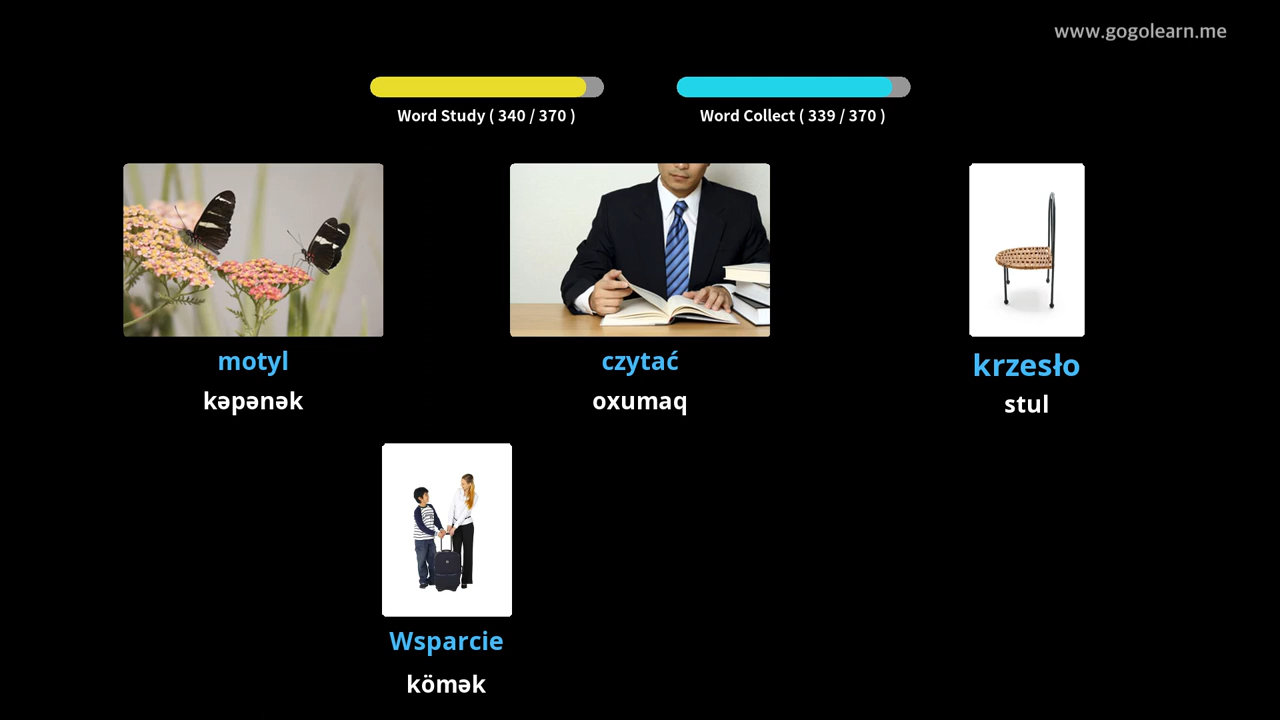 www.gogolearn.me
Word Study ( 340 / 370 )
Word Collect ( 339 / 370 )
motyl
czytać
krzesło
kəpənək
oxumaq
stul
Wsparcie
kömək